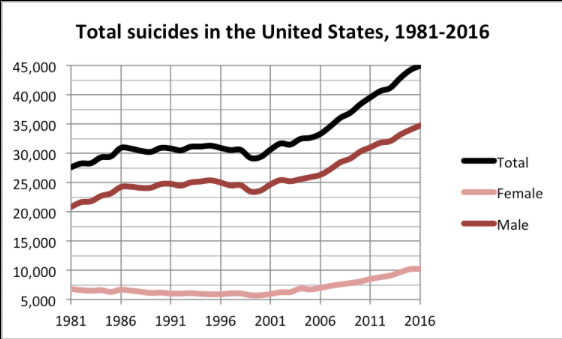 Total suicides in the United States, 1981-2016
45,000
40,000
35,000
30,000
25,000
20,000
15,000
10,000
5,000
1981 1986 1991 1996 2001 2006 2011 2016
Total
Female
Male